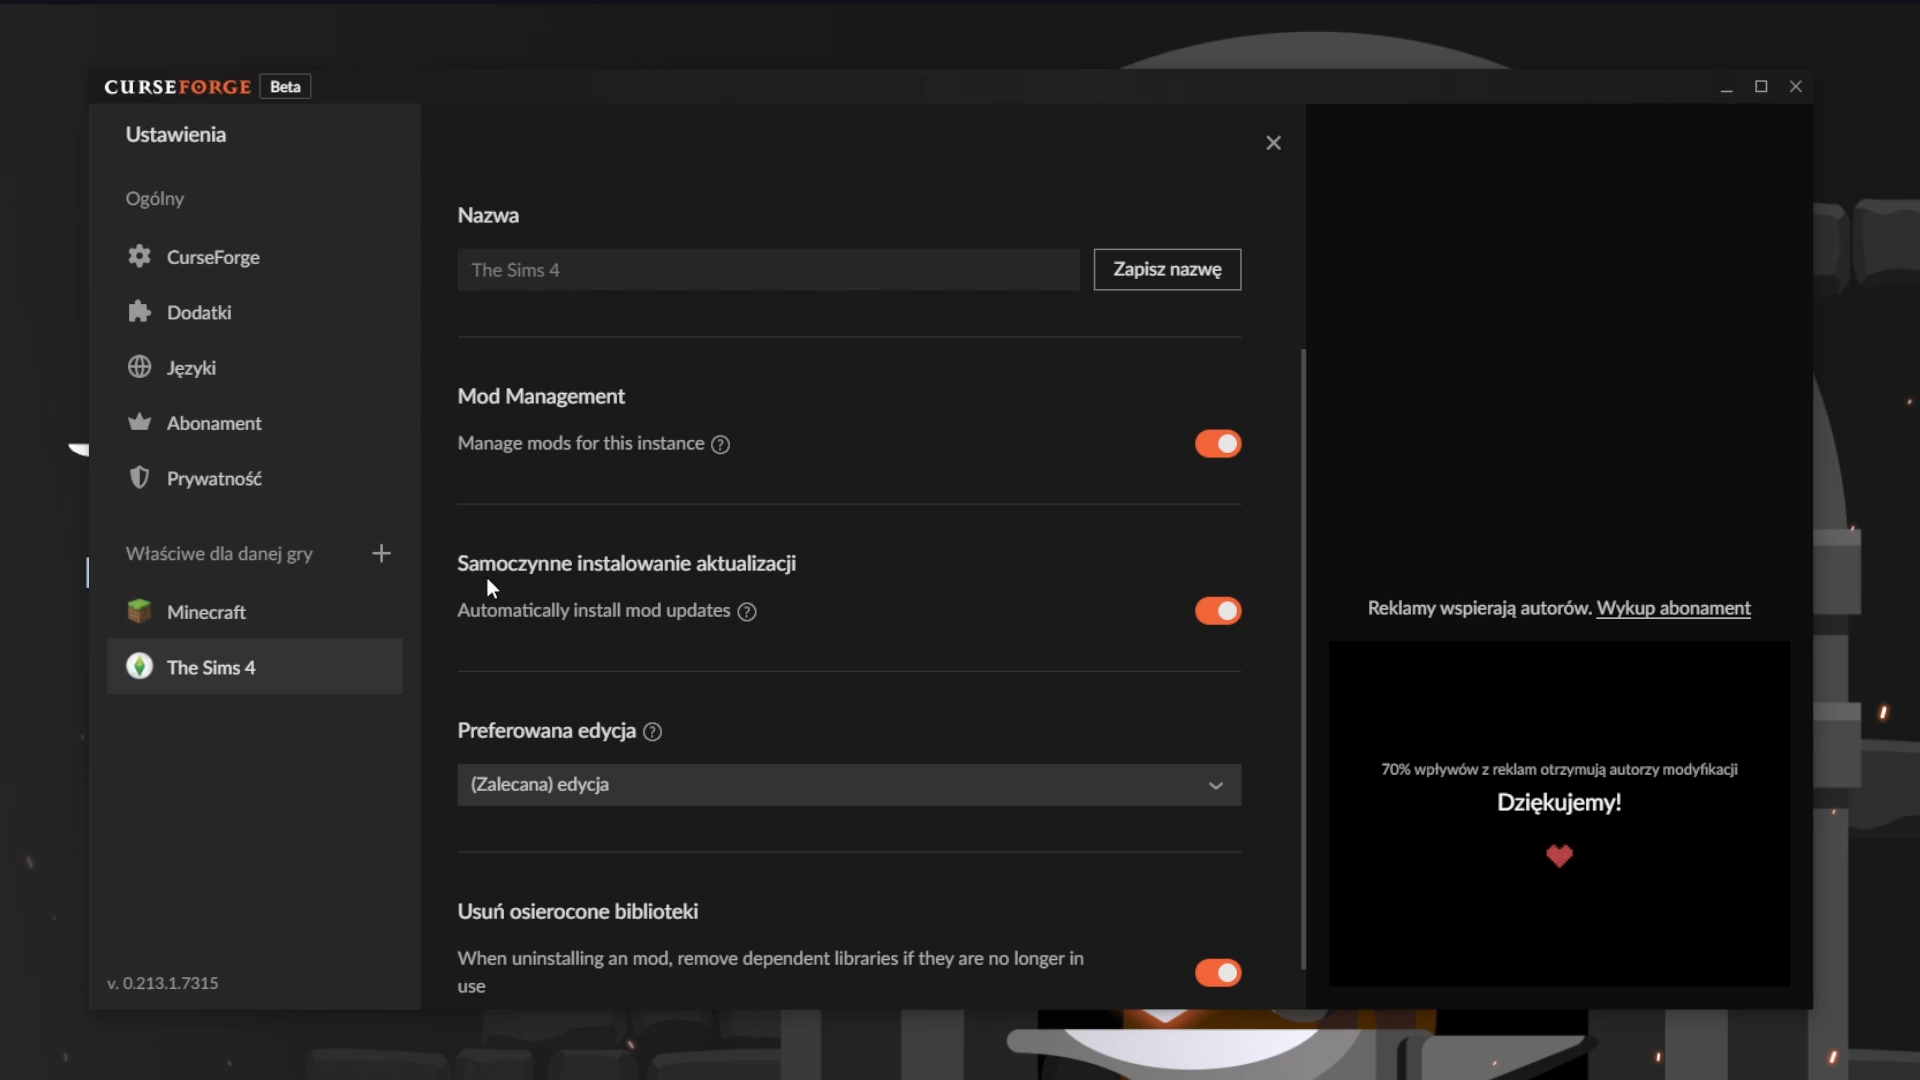 CURSEFORGE Beta
Ustawienia
Ogólny
CurseForge
Dodatki
Języki
Abonament
Prywatność
Właściwe dla danej gry
Minecraft
The Sims 4
v. 0.213.1.7315
Nazwa
The Sims 4
Zapisz nazwę
Mod Management
Manage mods for this instance
Samoczynne instalowanie aktualizacji
Automatically install mod updates
Preferowana edycja
(Zalecana) edycja
Usuń osierocone biblioteki
When uninstalling an mod, remove dependent libraries if they are no longer in
use
Reklamy wspierają autorów. Wykup abonament
70% wpływów z reklam otrzymują autorzy modyfikacji
Dziękujemy!